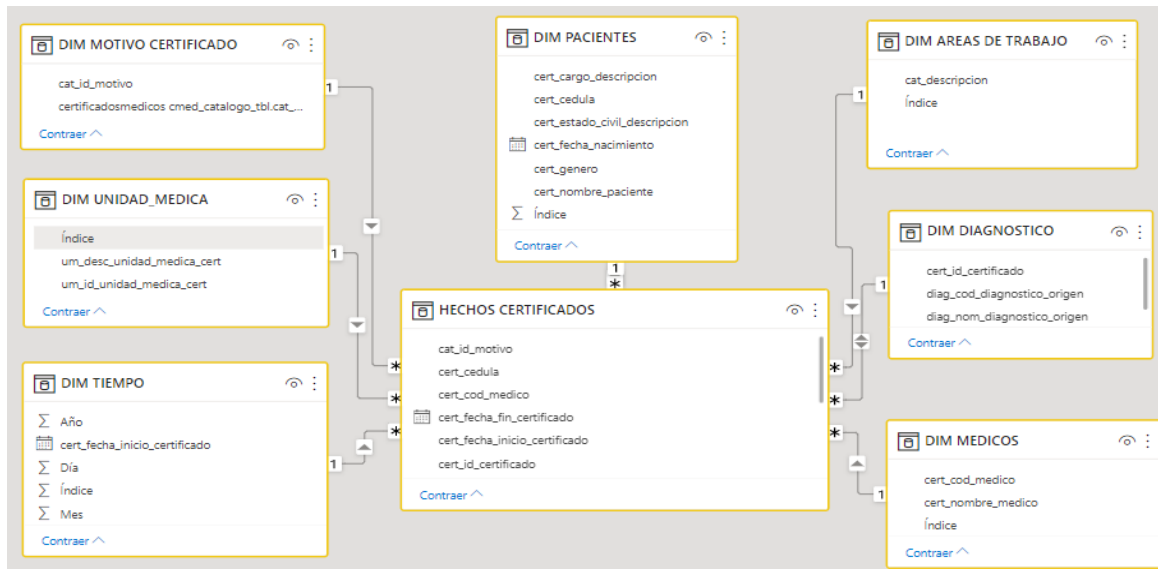 DIM MOTIVO CERTIFICADO
cat_id_motivo
certificadosmedicos cmed_catalogo_tbl.cat_...
Contraer
1
DIM UNIDAD_MEDICA
Índice
um_desc_unidad_medica_cert
um_id_unidad_medica_cert
Contraer
1
DIM TIEMPO
Σ Año
cert_fecha_inicio_certificado
Σ Día
Σ Índice
Σ Mes
Contraer
1
DIM PACIENTES
cert_cargo_descripcion
cert_cedula
cert_estado_civil_descripcion
cert_fecha_nacimiento
cert_genero
cert_nombre_paciente
Σ Índice
Contraer
1
*
HECHOS CERTIFICADOS
cat_id_motivo
cert_cedula
cert_cod_medico
cert_fecha_fin_certificado
cert_fecha_inicio_certificado
cert_id_certificado
Contraer
*
*
*
*
*
*
DIM AREAS DE TRABAJO
cat_descripcion
Índice
Contraer
1
DIM DIAGNOSTICO
cert_id_certificado
diag_cod_diagnostico_origen
diag_nom_diagnostico_origen
Contraer
1
DIM MEDICOS
cert_cod_medico
cert_nombre_medico
Índice
Contraer
1